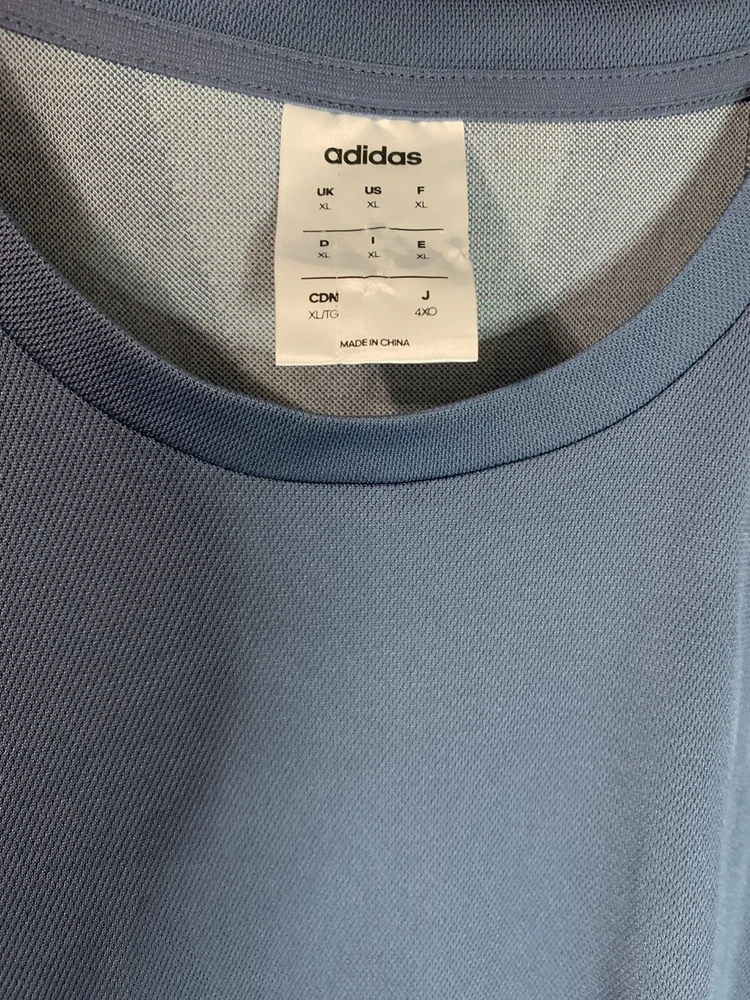 adidas
UK US F
XL XL XL
D I E
XL XL XL
CDN J
XL/TG 4XO
MADE IN CHINA